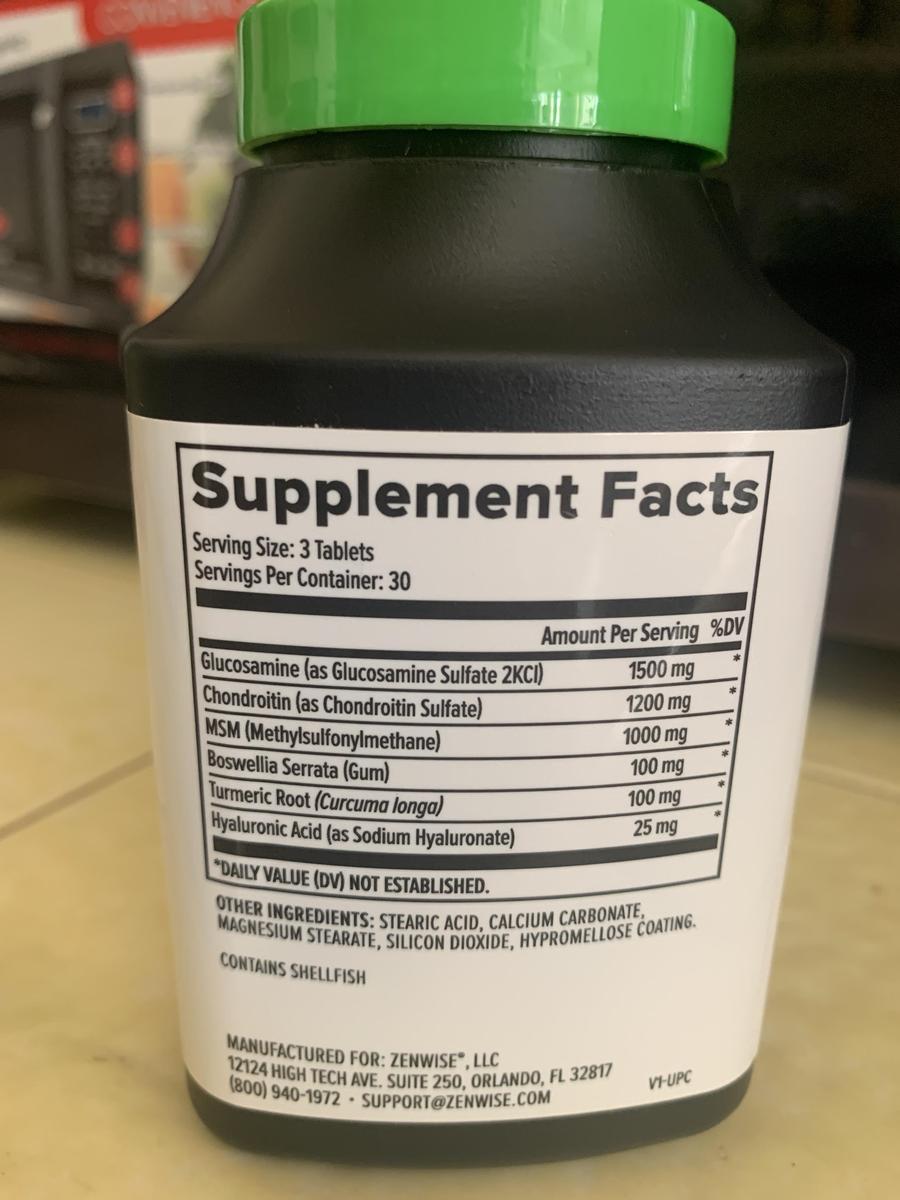 Supplement Facts
Serving Size: 3 Tablets
Servings Per Container: 30
Amount Per Serving %DV
Glucosamine (as Glucosamine Sulfate 2KCl) 1500 mg *
Chondroitin (as Chondroitin Sulfate) 1200 mg *
MSM (Methylsulfonylmethane) 1000 mg *
Boswellia Serrata (Gum) 100 mg *
Turmeric Root (Curcuma longa) 100 mg *
Hyaluronic Acid (as Sodium Hyaluronate) 25 mg *
*DAILY VALUE (DV) NOT ESTABLISHED.
OTHER INGREDIENTS: STEARIC ACID, CALCIUM CARBONATE,
MAGNESIUM STEARATE, SILICON DIOXIDE, HYPROMELLOSE COATING.
CONTAINS SHELLFISH
MANUFACTURED FOR: ZENWISE®, LLC
12124 HIGH TECH AVE. SUITE 250, ORLANDO, FL 32817
(800) 940-1972 • SUPPORT@ZENWISE.COM
V1-UPC